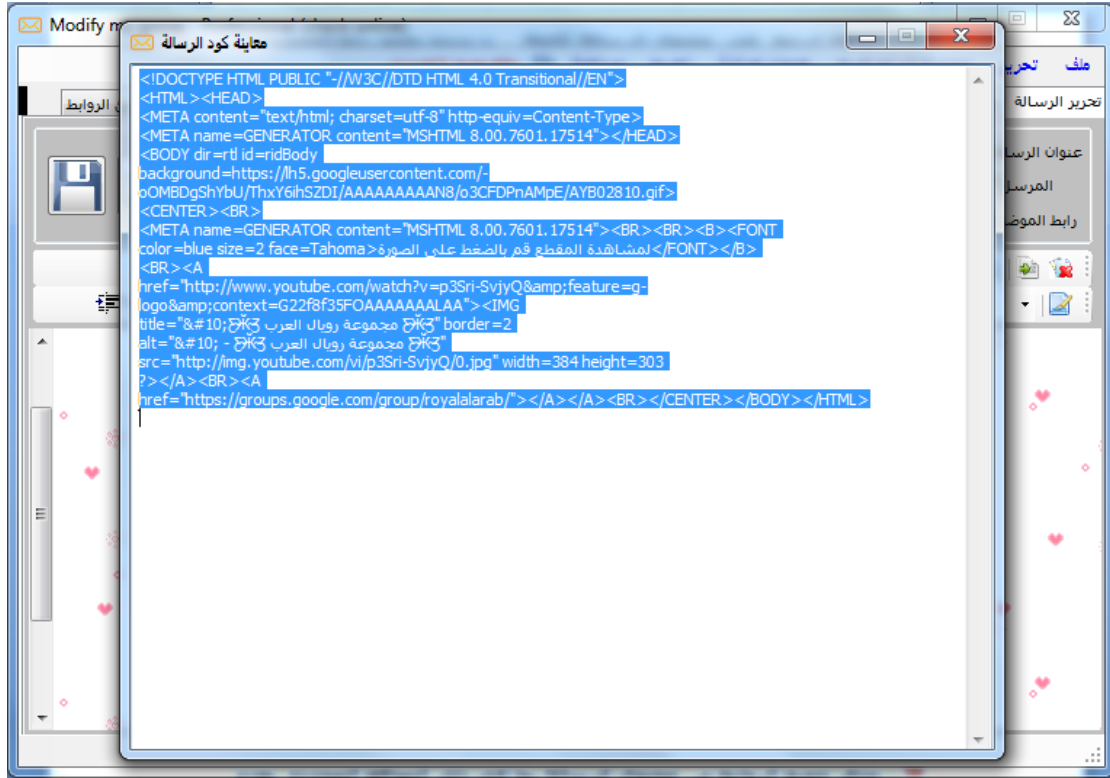 Modify m
معاينة كود الرسالة
ملف تحرير
تحرير الرسالة
الروابط
عنوان الرسا
المرسل
رابط الموض
<!DOCTYPE HTML PUBLIC "-//W3C//DTD HTML 4.0 Transitional//EN">
<HTML><HEAD>
<META content="text/html; charset=utf-8" http-equiv=Content-Type>
<META name=GENERATOR content="MSHTML 8.00.7601.17514"></HEAD>
<BODY dir=rtl id=ridBody
background=https://lh5.googleusercontent.com/-
oOMBDgShYbU/ThxY6ihSZDI/AAAAAAAAAN8/o3CFDPnAMpE/AYB02810.gif>
<CENTER><BR>
<META name=GENERATOR content="MSHTML 8.00.7601.17514"><BR><BR><B><FONT
color=blue size=2 face=Tahoma>لمشاهدة المقطع قم بالضغط على الصورة</FONT></B>
<BR><A
href="http://www.youtube.com/watch?v=p3Sri-SvjyQ&amp;feature=g-
logo&amp;context=G22f8f35FOAAAAAAALAA"><IMG
title="&#10;Ƹ̵̡Ӝ̵̨̄Ʒ مجموعة رويال العرب Ƹ̵̡Ӝ̵̨̄Ʒ" border=2
alt="&#10; - Ƹ̵̡Ӝ̵̨̄Ʒ مجموعة رويال العرب Ƹ̵̡Ӝ̵̨̄Ʒ"
src="http://img.youtube.com/vi/p3Sri-SvjyQ/0.jpg" width=384 height=303
?></A><BR><A
href="https://groups.google.com/group/royalalarab/"></A></A><BR></CENTER></BODY></HTML>